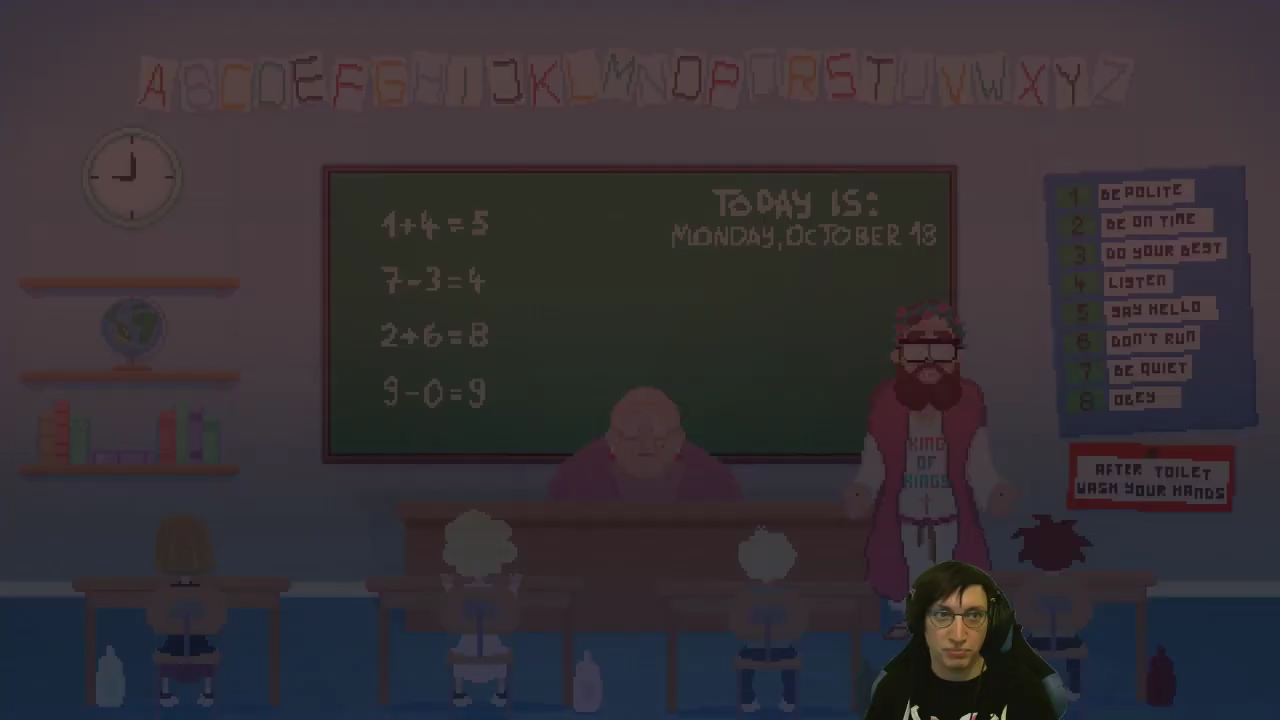 A B C D E F G H I J K L M N O P Q R S T U V W X Y Z
1+4=5
7-3=4
2+6=8
9-0=9
TODAY IS:
MONDAY, OCTOBER 18
1 BE POLITE
2 BE ON TIME
3 DO YOUR BEST
4 LISTEN
5 SAY HELLO
6 DON'T RUN
7 BE QUIET
8 OBEY
AFTER TOILET
WASH YOUR HANDS
KING
OF
KINGS